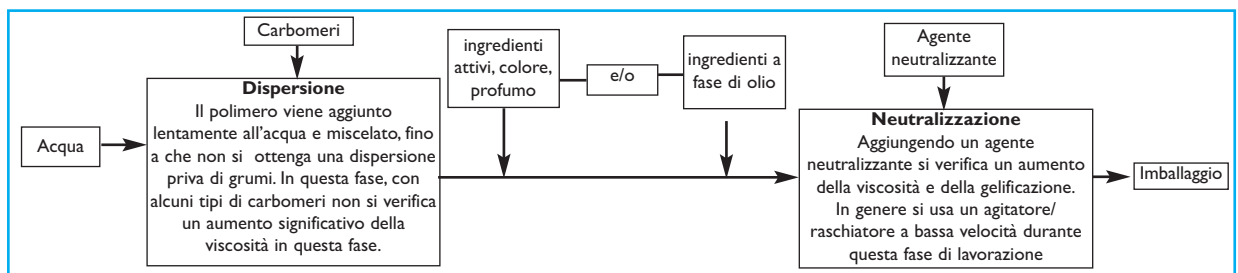 Carbomeri
Acqua
Dispersione
Il polimero viene aggiunto
lentamente all'acqua e miscelato, fino
a che non si ottenga una dispersione
priva di grumi. In questa fase, con
alcuni tipi di carbomeri non si verifica
un aumento significativo della
viscosità in questa fase.
ingredienti
attivi, colore,
profumo
e/o
ingredienti a
fase di olio
Agente
neutralizzante
Neutralizzazione
Aggiungendo un agente
neutralizzante si verifica un aumento
della viscosità e della gelificazione.
In genere si usa un agitatore/
raschiatore a bassa velocità durante
questa fase di lavorazione
Imballaggio